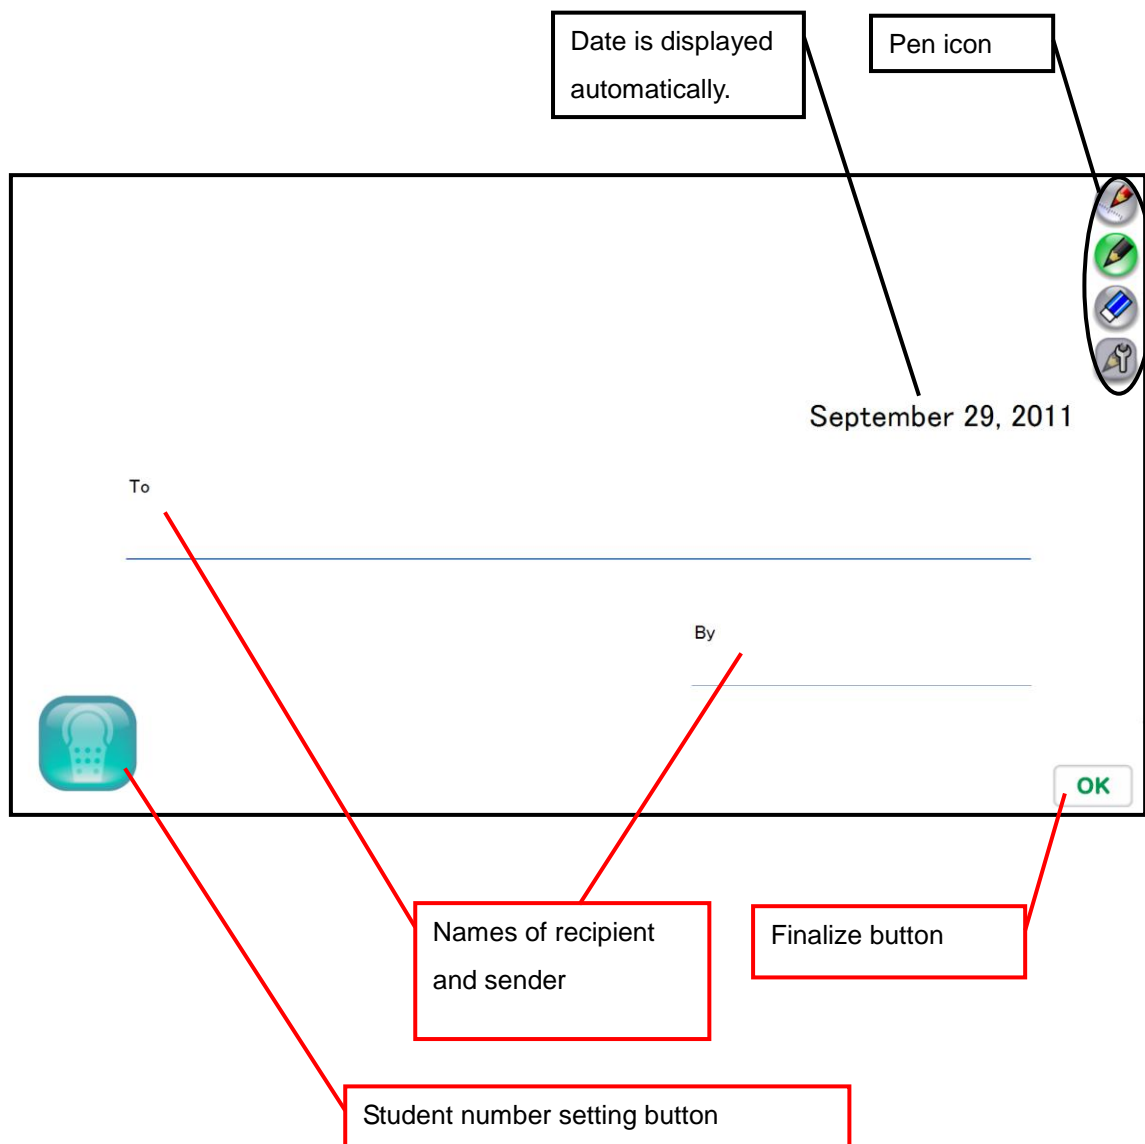 Date is displayed
automatically.
Pen icon
September 29, 2011
To
By
OK
Names of recipient
and sender
Finalize button
Student number setting button